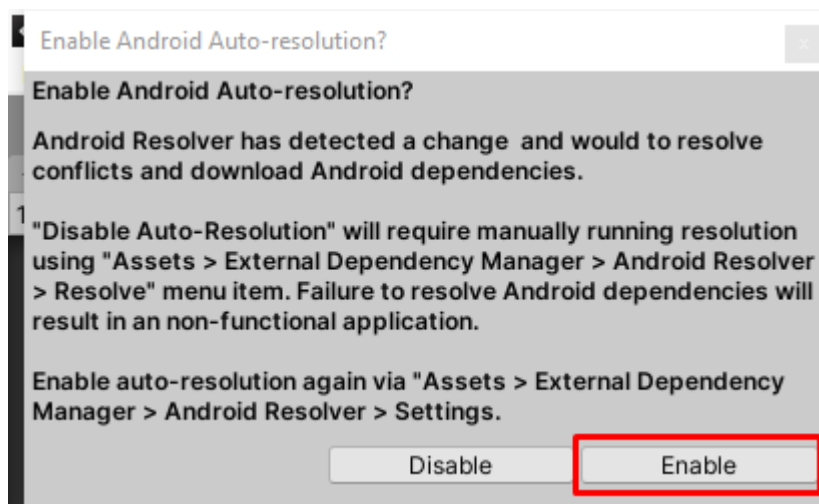 Enable Android Auto-resolution?
x
Enable Android Auto-resolution?
Android Resolver has detected a change  and would to resolve
conflicts and download Android dependencies.
"Disable Auto-Resolution" will require manually running resolution
using "Assets > External Dependency Manager > Android Resolver
> Resolve" menu item. Failure to resolve Android dependencies will
result in an non-functional application.
Enable auto-resolution again via "Assets > External Dependency
Manager > Android Resolver > Settings.
Disable Enable